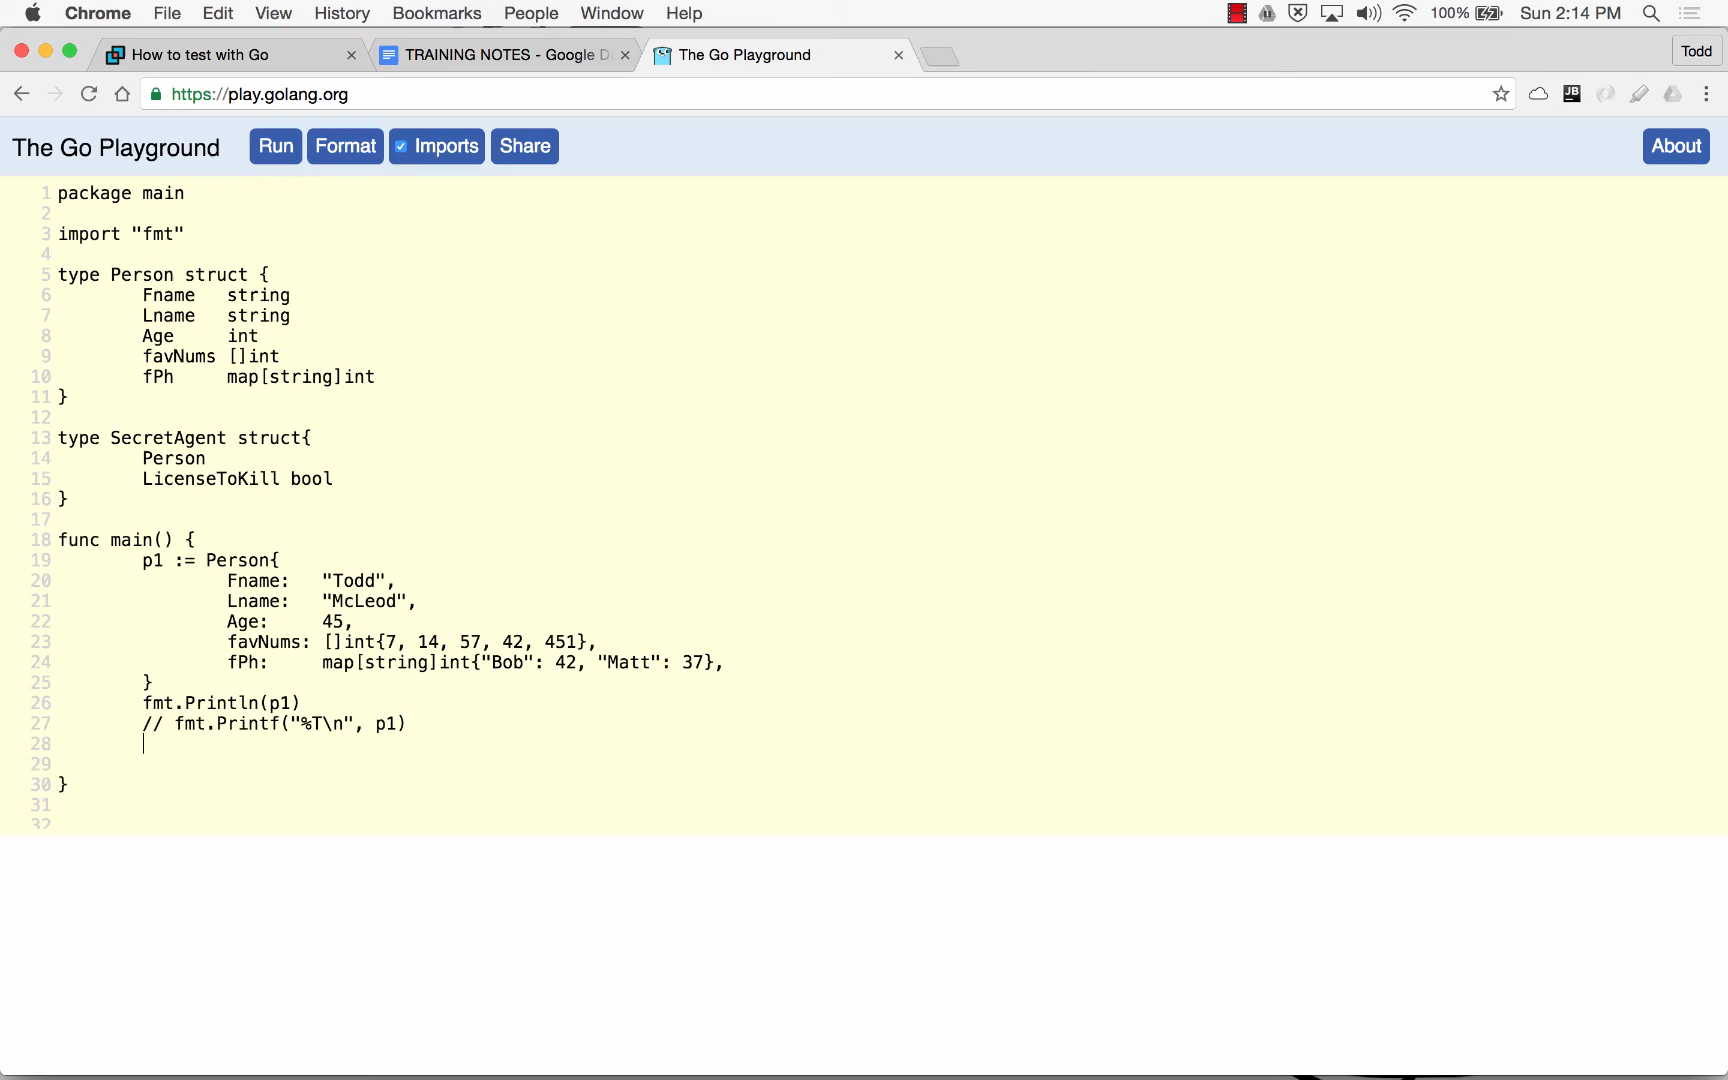 Chrome File Edit View History Bookmarks People Window Help 100% Sun 2:14 PM
How to test with Go TRAINING NOTES - Google D The Go Playground Todd
https://play.golang.org JB
The Go Playground Run Format Imports Share About
1 package main
2
3 import "fmt"
4
5 type Person struct {
6 Fname string
7 Lname string
8 Age int
9 favNums []int
10 fPh map[string]int
11 }
12
13 type SecretAgent struct{
14 Person
15 LicenseToKill bool
16 }
17
18 func main() {
19 p1 := Person{
20 Fname: "Todd",
21 Lname: "McLeod",
22 Age: 45,
23 favNums: []int{7, 14, 57, 42, 451},
24 fPh: map[string]int{"Bob": 42, "Matt": 37},
25 }
26 fmt.Println(p1)
27 // fmt.Printf("%T\n", p1)
28
29
30 }
31
32